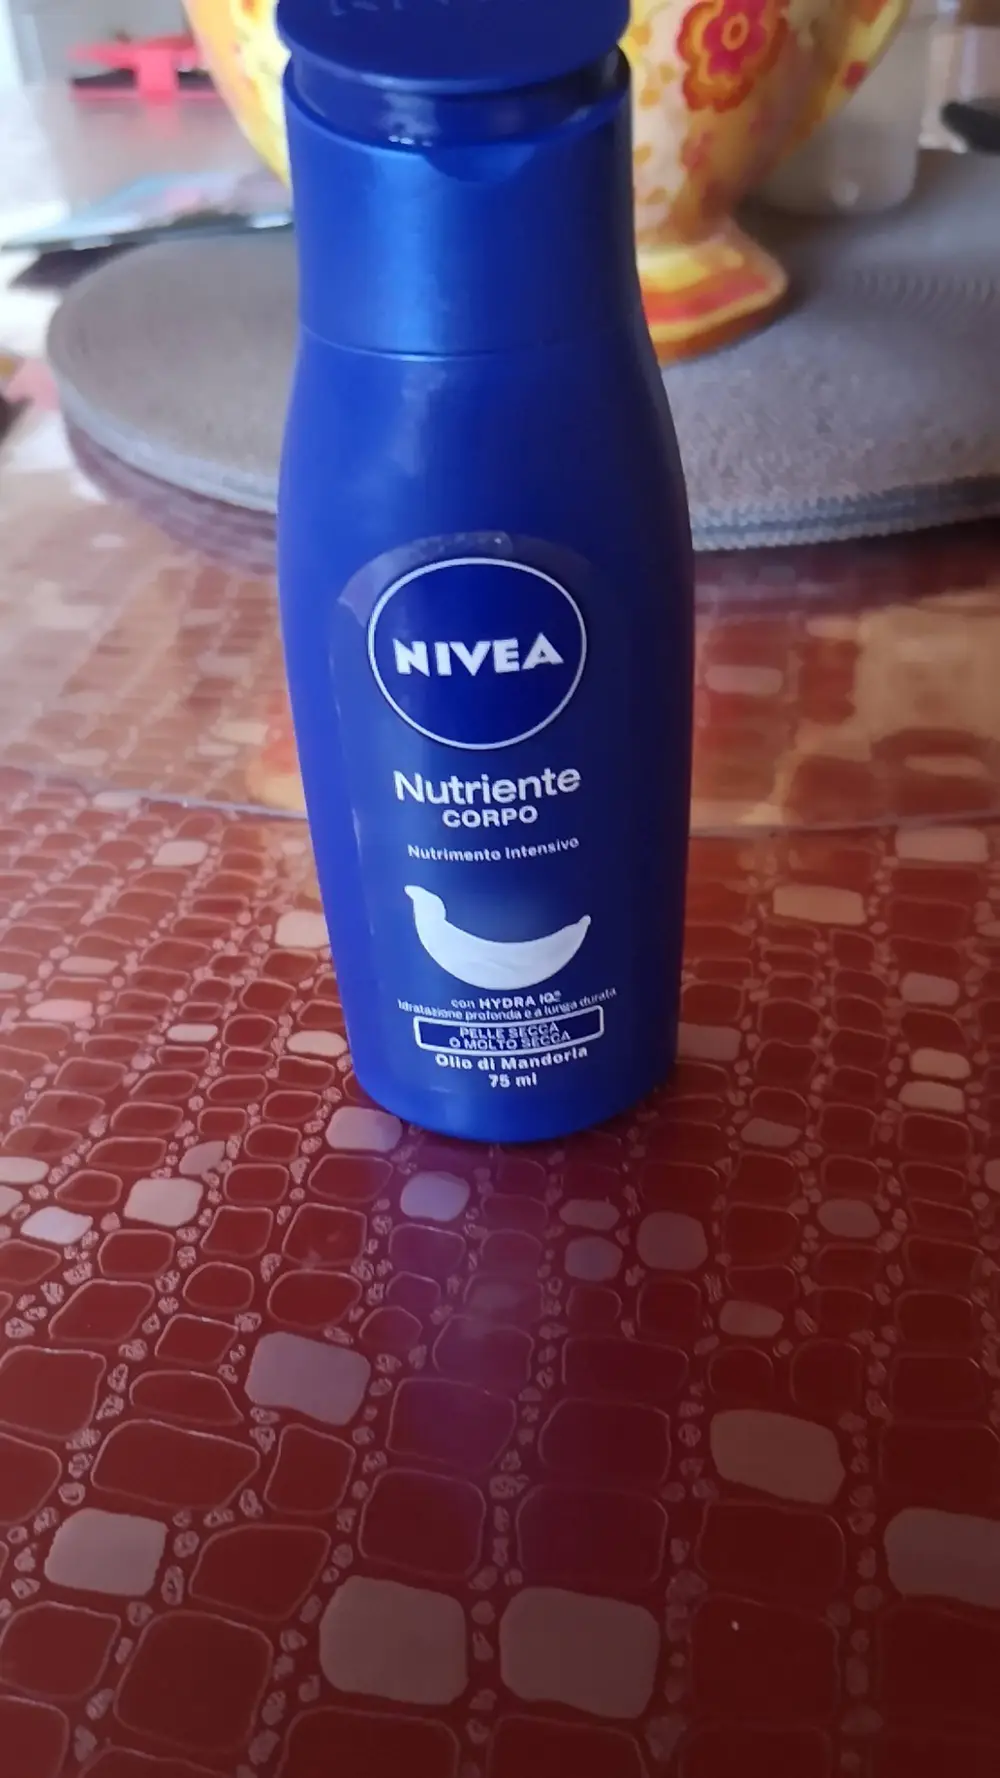 NIVEA
Nutriente
CORPO
Nutrimento Intensivo
con HYDRA IQ
Idratazione profonda e a lunga durata
PELLE SECCA
O MOLTO SECCA
Olio di Mandorla
75 ml